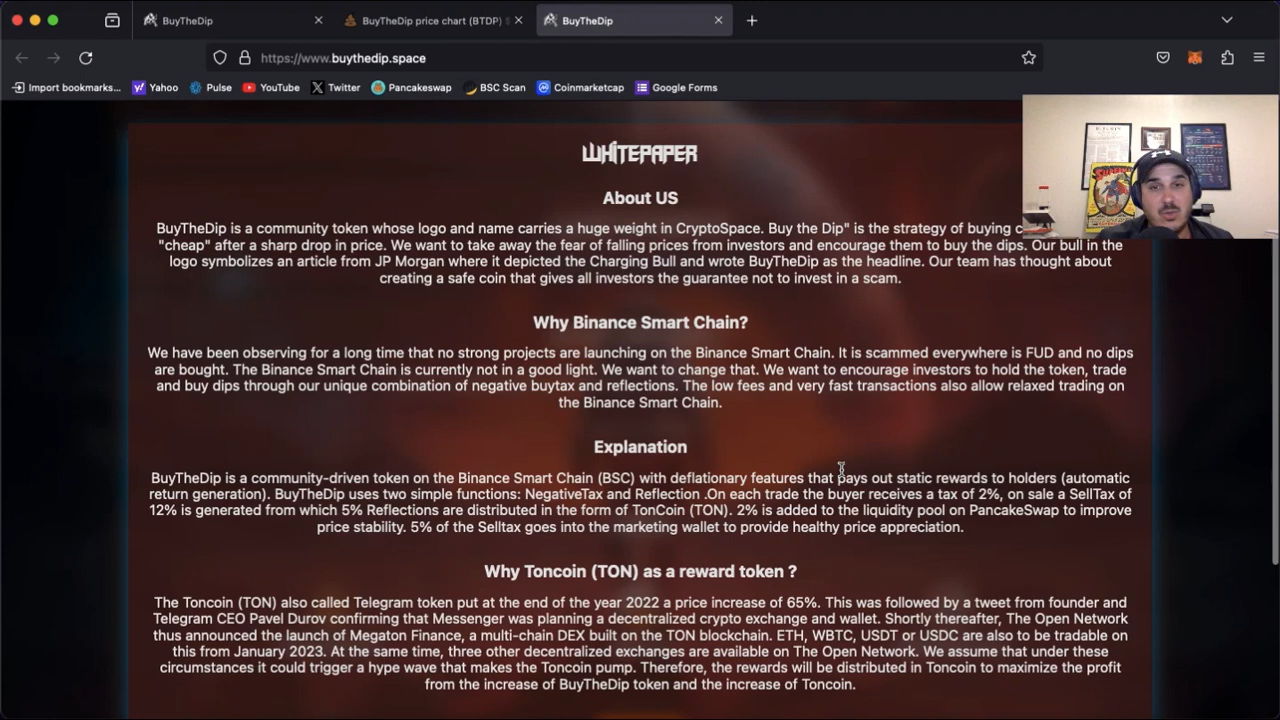 BuyTheDip
BuyTheDip price chart (BTDP)
BuyTheDip
https://www.buythedip.space
Import bookmarks...
Yahoo
Pulse
YouTube
Twitter
Pancakeswap
BSC Scan
Coinmarketcap
Google Forms
WHITEPAPER
About US
BuyTheDip is a community token whose logo and name carries a huge weight in CryptoSpace. Buy the Dip" is the strategy of buying
"cheap" after a sharp drop in price. We want to take away the fear of falling prices from investors and encourage them to buy the dips. Our bull in the
logo symbolizes an article from JP Morgan where it depicted the Charging Bull and wrote BuyTheDip as the headline. Our team has thought about
creating a safe coin that gives all investors the guarantee not to invest in a scam.
Why Binance Smart Chain?
We have been observing for a long time that no strong projects are launching on the Binance Smart Chain. It is scammed everywhere is FUD and no dips
are bought. The Binance Smart Chain is currently not in a good light. We want to change that. We want to encourage investors to hold the token, trade
and buy dips through our unique combination of negative buytax and reflections. The low fees and very fast transactions also allow relaxed trading on
the Binance Smart Chain.
Explanation
BuyTheDip is a community-driven token on the Binance Smart Chain (BSC) with deflationary features that pays out static rewards to holders (automatic
return generation). BuyTheDip uses two simple functions: NegativeTax and Reflection .On each trade the buyer receives a tax of 2%, on sale a SellTax of
12% is generated from which 5% Reflections are distributed in the form of TonCoin (TON). 2% is added to the liquidity pool on PancakeSwap to improve
price stability. 5% of the Selltax goes into the marketing wallet to provide healthy price appreciation.
Why Toncoin (TON) as a reward token ?
The Toncoin (TON) also called Telegram token put at the end of the year 2022 a price increase of 65%. This was followed by a tweet from founder and
Telegram CEO Pavel Durov confirming that Messenger was planning a decentralized crypto exchange and wallet. Shortly thereafter, The Open Network
thus announced the launch of Megaton Finance, a multi-chain DEX built on the TON blockchain. ETH, WBTC, USDT or USDC are also to be tradable on
this from January 2023. At the same time, three other decentralized exchanges are available on The Open Network. We assume that under these
circumstances it could trigger a hype wave that makes the Toncoin pump. Therefore, the rewards will be distributed in Toncoin to maximize the profit
from the increase of BuyTheDip token and the increase of Toncoin.